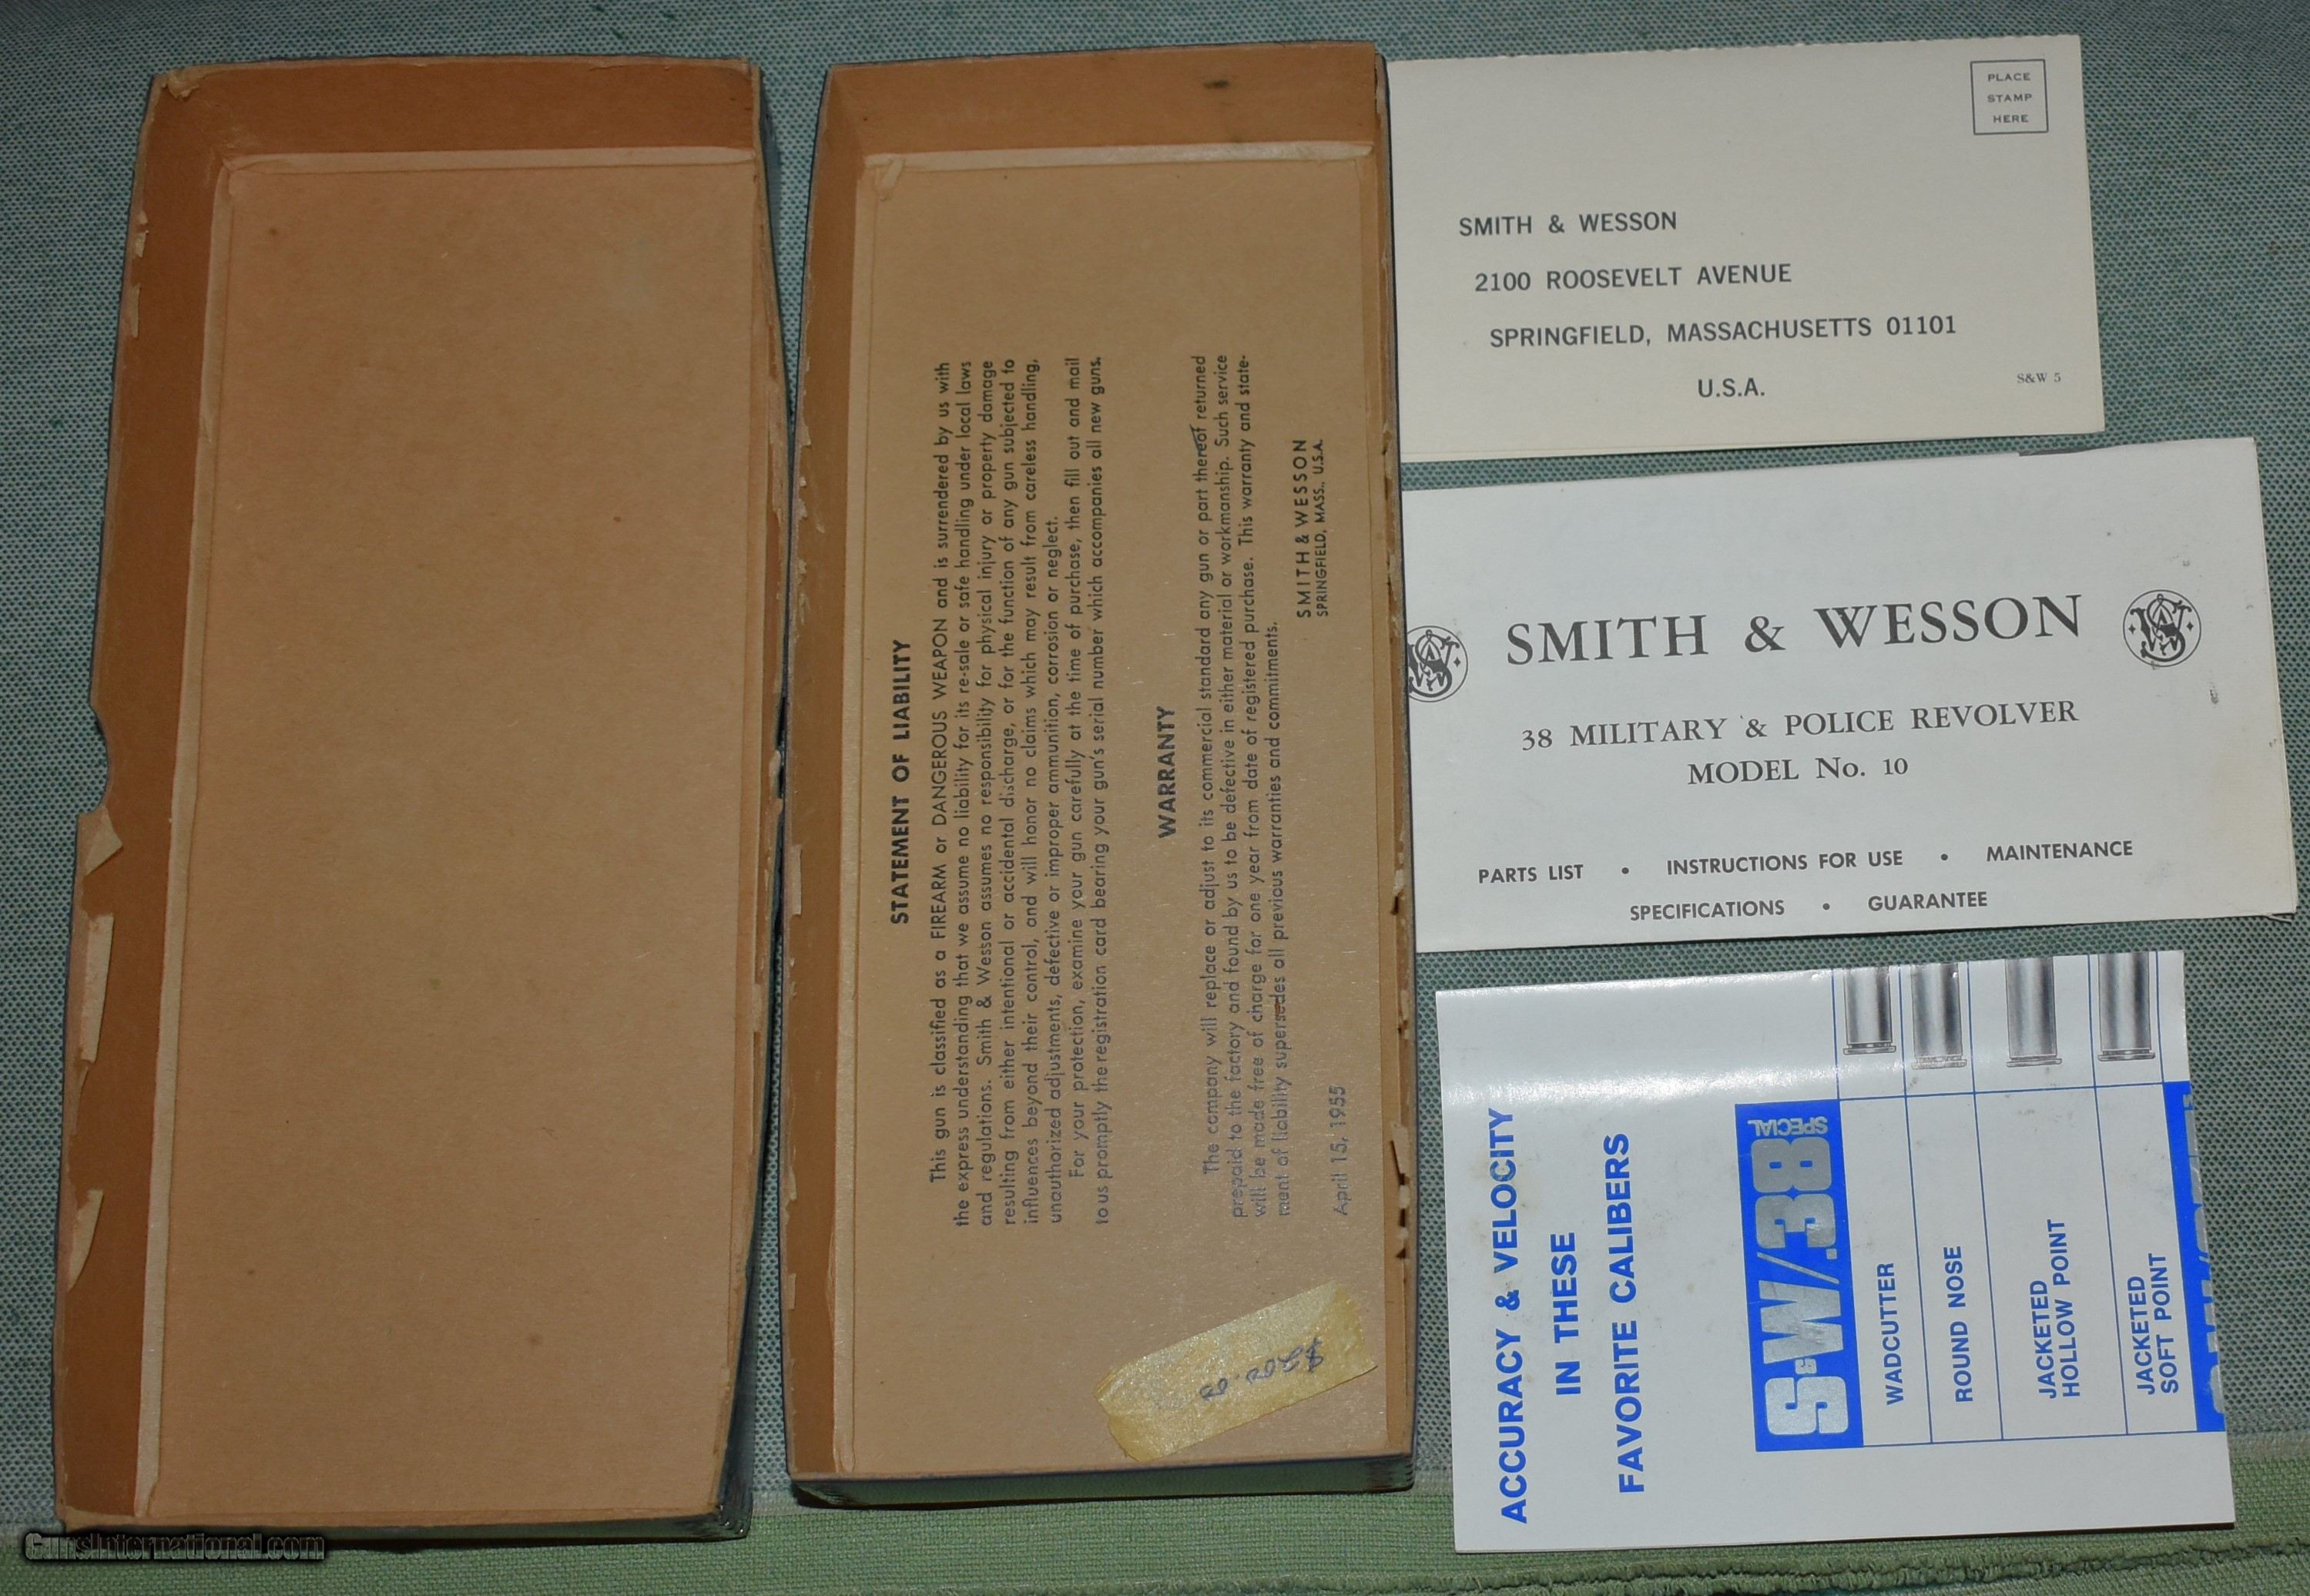 STATEMENT OF LIABILITY
This gun is classified as a FIREARM or DANGEROUS WEAPON and is surrendered by us with
the express understanding that we assume no liability for its re-sale or safe handling under local laws
and regulations. Smith & Wesson assumes no responsibility for physical injury or property damage
resulting from either intentional or accidental discharge, or for the function of any gun subjected to
influences beyond their control, and will honor no claims which may result from careless handling,
unauthorized adjustments, defective or improper ammunition, corrosion or neglect.
For your protection, examine your gun carefully at the time of purchase, then fill out and mail
to us promptly the registration card bearing your gun's serial number which accompanies all new guns.
WARRANTY
The company will replace or adjust to its commercial standard any gun or part thereof returned
prepaid to the factory and found by us to be defective in either material or workmanship. Such service
will be made free of charge for one year from date of registered purchase. This warranty and state-
ment of liability supersedes all previous warranties and commitments.
SMITH & WESSON
SPRINGFIELD, MASS., U.S.A.
April 15, 1955
PLACE
STAMP
HERE
SMITH & WESSON
2100 ROOSEVELT AVENUE
SPRINGFIELD, MASSACHUSETTS 01101
U.S.A.
S&W 5
SMITH & WESSON
38 MILITARY & POLICE REVOLVER
MODEL No. 10
PARTS LIST • INSTRUCTIONS FOR USE • MAINTENANCE
SPECIFICATIONS • GUARANTEE
ACCURACY & VELOCITY
IN THESE
FAVORITE CALIBERS
S&W/.38 SPECIAL
WADCUTTER
ROUND NOSE
JACKETED
HOLLOW POINT
JACKETED
SOFT POINT
GunsInternational.com